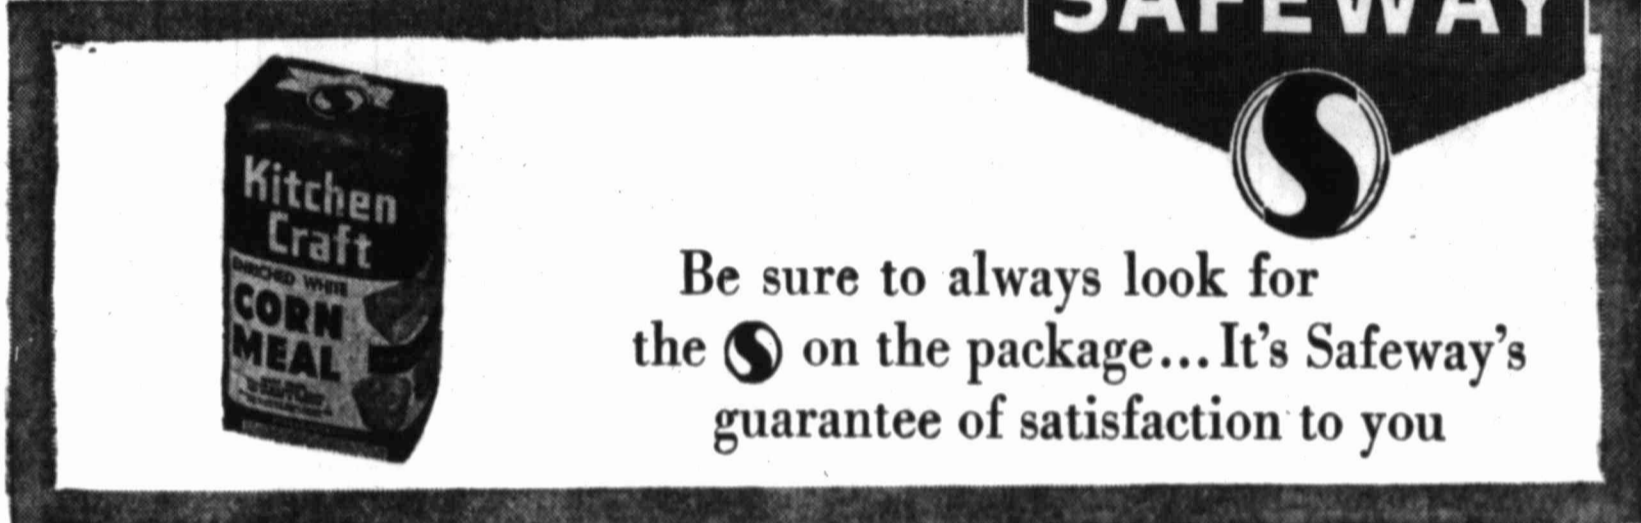 SAFEWAY
Kitchen
Craft
ENRICHED WHITE
CORN
MEAL
Be sure to always look for
the S on the package... It's Safeway's
guarantee of satisfaction to you